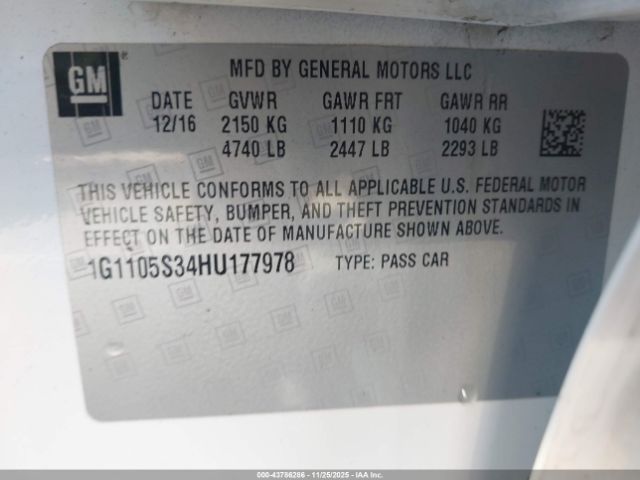 GM
MFD BY GENERAL MOTORS LLC
DATE GVWR GAWR FRT GAWR RR
12/16 2150 KG 1110 KG 1040 KG
4740 LB 2447 LB 2293 LB
THIS VEHICLE CONFORMS TO ALL APPLICABLE U.S. FEDERAL MOTOR
VEHICLE SAFETY, BUMPER, AND THEFT PREVENTION STANDARDS IN
EFFECT ON THE DATE OF MANUFACTURE SHOWN ABOVE.
1G1105S34HU177978 TYPE: PASS CAR
000-43786286 - 11/25/2025 - IAAI.com